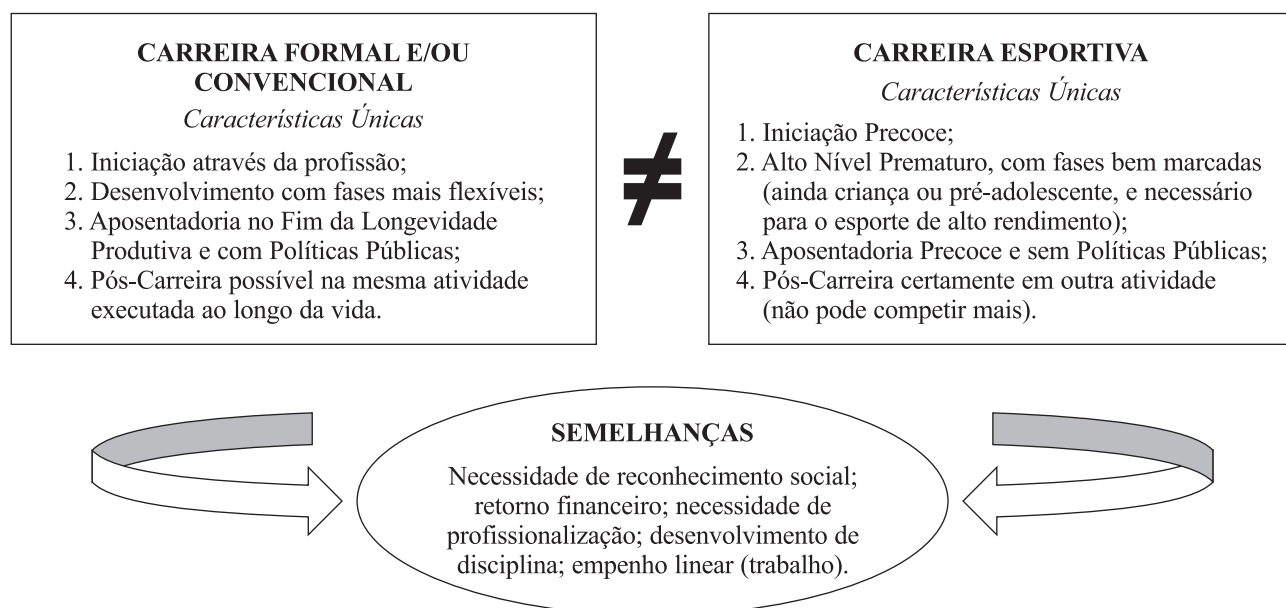 CARREIRA FORMAL E/OU
CONVENCIONAL
Características Únicas
1. Iniciação através da profissão;
2. Desenvolvimento com fases mais flexíveis;
3. Aposentadoria no Fim da Longevidade
Produtiva e com Políticas Públicas;
4. Pós-Carreira possível na mesma atividade
executada ao longo da vida.
≠
CARREIRA ESPORTIVA
Características Únicas
1. Iniciação Precoce;
2. Alto Nível Prematuro, com fases bem marcadas
(ainda criança ou pré-adolescente, e necessário
para o esporte de alto rendimento);
3. Aposentadoria Precoce e sem Políticas Públicas;
4. Pós-Carreira certamente em outra atividade
(não pode competir mais).
SEMELHANÇAS
Necessidade de reconhecimento social;
retorno financeiro; necessidade de
profissionalização; desenvolvimento de
disciplina; empenho linear (trabalho).